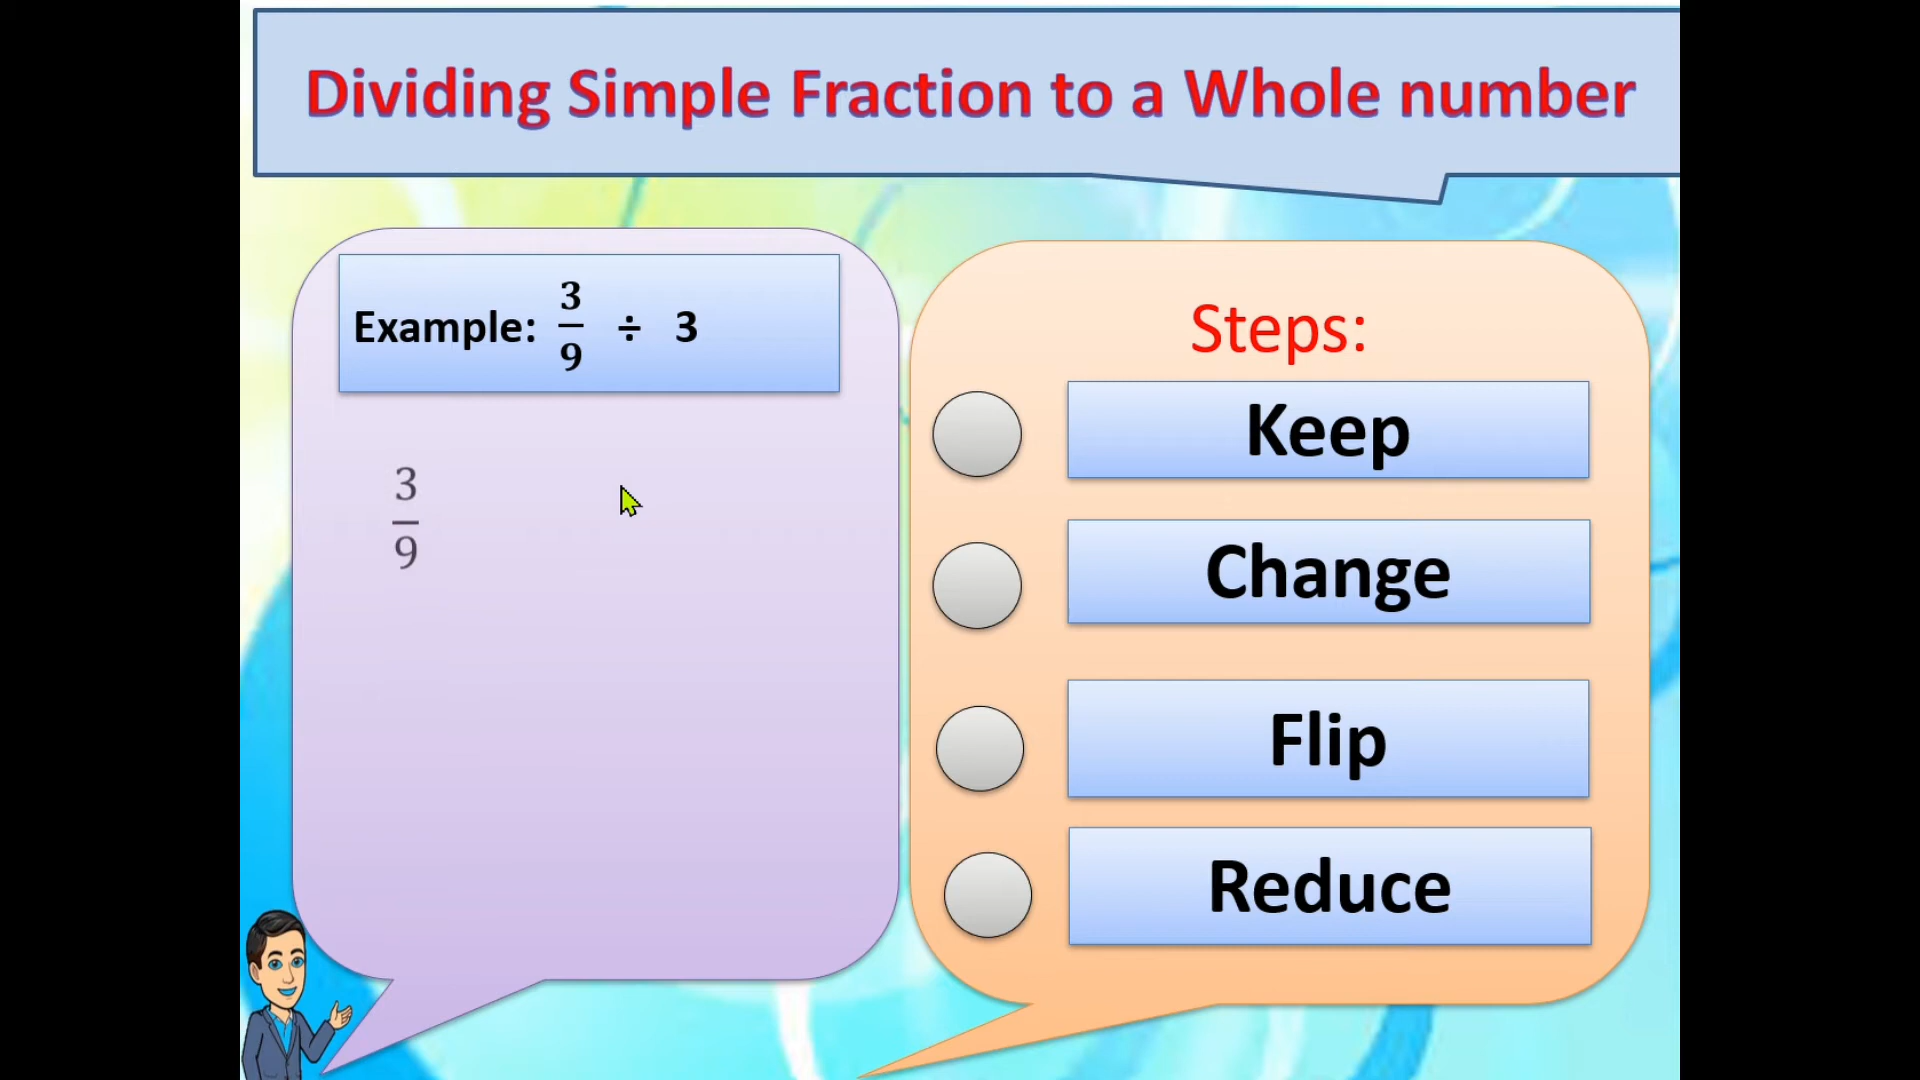 Dividing Simple Fraction to a Whole number
Example: 3/9 ÷ 3
3/9
Steps:
Keep
Change
Flip
Reduce